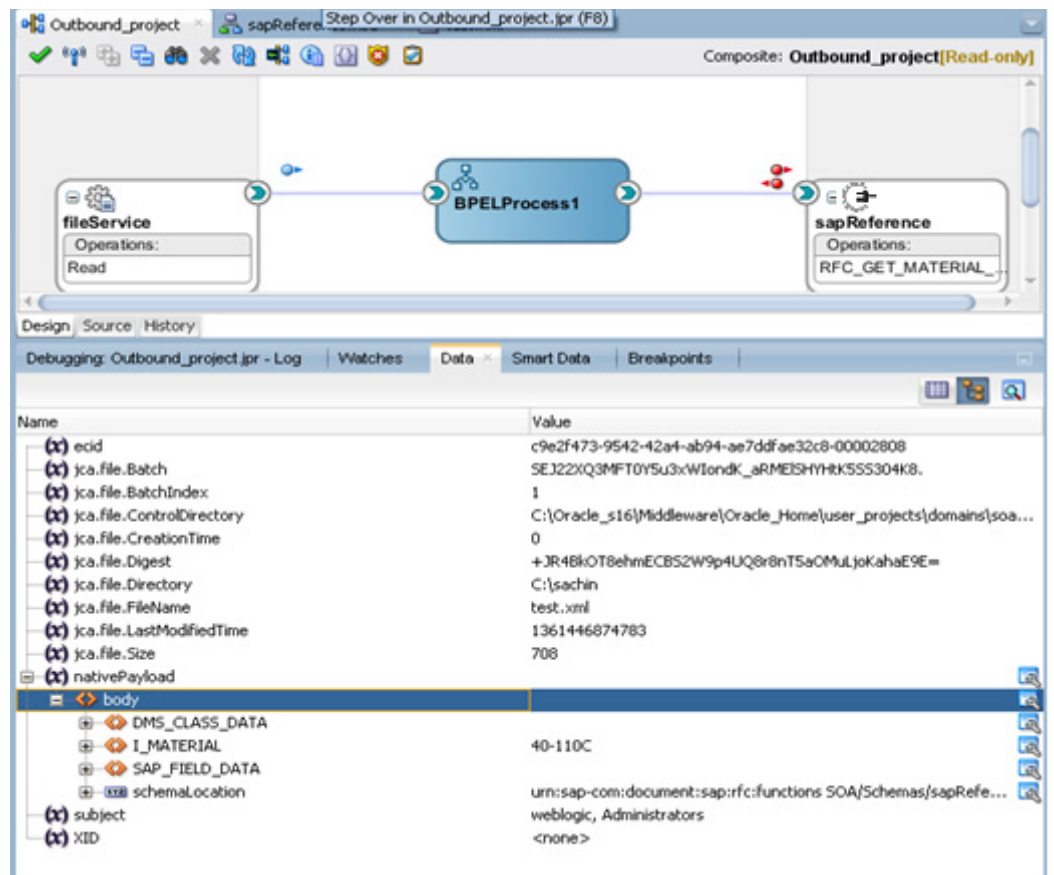 Outbound_project
sapRefere
Step Over in Outbound_project.jpr (F8)
Composite: Outbound_project[Read-only]
fileService
Operations:
Read
BPELProcess1
sapReference
Operations:
RFC_GET_MATERIAL_...
Design Source History
Debugging: Outbound_project.jpr - Log Watches Data Smart Data Breakpoints
Name Value
(x) ecid c9e2f473-9542-42a4-ab94-ae7ddfae32c8-00002808
(x) jca.file.Batch
(x) jca.file.BatchIndex 1
(x) jca.file.ControlDirectory C:\Oracle_s16\Middleware\Oracle_Home\user_projects\domains\soa...
(x) jca.file.CreationTime 0
(x) jca.file.Digest
(x) jca.file.Directory C:\sachin
(x) jca.file.FileName test.xml
(x) jca.file.LastModifiedTime 1361446874783
(x) jca.file.Size 708
(x) nativePayload
body
DMS_CLASS_DATA
I_MATERIAL 40-110C
SAP_FIELD_DATA
schemaLocation urn:sap-com:document:sap:rfc:functions SOA/Schemas/sapRefe...
(x) subject weblogic, Administrators
(x) XID <none>